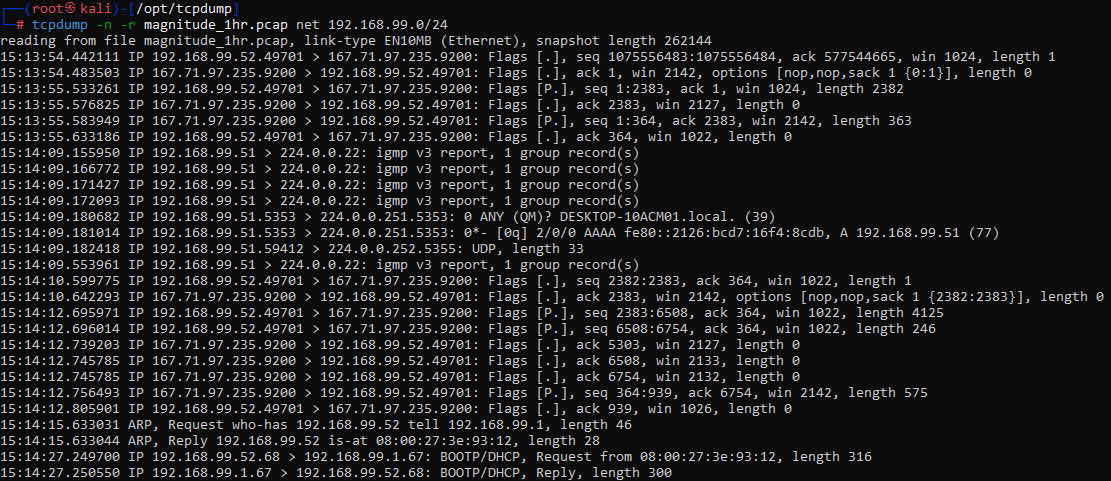 ┌──(root㉿kali)-[/opt/tcpdump]
└─# tcpdump -n -r magnitude_1hr.pcap net 192.168.99.0/24
reading from file magnitude_1hr.pcap, link-type EN10MB (Ethernet), snapshot length 262144
15:13:54.442111 IP 192.168.99.52.49701 > 167.71.97.235.9200: Flags [.], seq 1075556483:1075556484, ack 577544665, win 1024, length 1
15:13:54.483503 IP 167.71.97.235.9200 > 192.168.99.52.49701: Flags [.], ack 1, win 2142, options [nop,nop,sack 1 {0:1}], length 0
15:13:55.533261 IP 192.168.99.52.49701 > 167.71.97.235.9200: Flags [P.], seq 1:2383, ack 1, win 1024, length 2382
15:13:55.576825 IP 167.71.97.235.9200 > 192.168.99.52.49701: Flags [.], ack 2383, win 2127, length 0
15:13:55.583949 IP 167.71.97.235.9200 > 192.168.99.52.49701: Flags [P.], seq 1:364, ack 2383, win 2142, length 363
15:13:55.633186 IP 192.168.99.52.49701 > 167.71.97.235.9200: Flags [.], ack 364, win 1022, length 0
15:14:09.155950 IP 192.168.99.51 > 224.0.0.22: igmp v3 report, 1 group record(s)
15:14:09.166772 IP 192.168.99.51 > 224.0.0.22: igmp v3 report, 1 group record(s)
15:14:09.171427 IP 192.168.99.51 > 224.0.0.22: igmp v3 report, 1 group record(s)
15:14:09.172093 IP 192.168.99.51 > 224.0.0.22: igmp v3 report, 1 group record(s)
15:14:09.180682 IP 192.168.99.51.5353 > 224.0.0.251.5353: 0 ANY (QM)? DESKTOP-10ACM01.local. (39)
15:14:09.181014 IP 192.168.99.51.5353 > 224.0.0.251.5353: 0*- [0q] 2/0/0 AAAA fe80::2126:bcd7:16f4:8cdb, A 192.168.99.51 (77)
15:14:09.182418 IP 192.168.99.51.59412 > 224.0.0.252.5355: UDP, length 33
15:14:09.553961 IP 192.168.99.51 > 224.0.0.22: igmp v3 report, 1 group record(s)
15:14:10.599775 IP 192.168.99.52.49701 > 167.71.97.235.9200: Flags [.], seq 2382:2383, ack 364, win 1022, length 1
15:14:10.642293 IP 167.71.97.235.9200 > 192.168.99.52.49701: Flags [.], ack 2383, win 2142, options [nop,nop,sack 1 {2382:2383}], length 0
15:14:12.695971 IP 192.168.99.52.49701 > 167.71.97.235.9200: Flags [P.], seq 2383:6508, ack 364, win 1022, length 4125
15:14:12.696014 IP 192.168.99.52.49701 > 167.71.97.235.9200: Flags [P.], seq 6508:6754, ack 364, win 1022, length 246
15:14:12.739203 IP 167.71.97.235.9200 > 192.168.99.52.49701: Flags [.], ack 5303, win 2127, length 0
15:14:12.745785 IP 167.71.97.235.9200 > 192.168.99.52.49701: Flags [.], ack 6508, win 2133, length 0
15:14:12.745785 IP 167.71.97.235.9200 > 192.168.99.52.49701: Flags [.], ack 6754, win 2132, length 0
15:14:12.756493 IP 167.71.97.235.9200 > 192.168.99.52.49701: Flags [P.], seq 364:939, ack 6754, win 2142, length 575
15:14:12.805901 IP 192.168.99.52.49701 > 167.71.97.235.9200: Flags [.], ack 939, win 1026, length 0
15:14:15.633031 ARP, Request who-has 192.168.99.52 tell 192.168.99.1, length 46
15:14:15.633044 ARP, Reply 192.168.99.52 is-at 08:00:27:3e:93:12, length 28
15:14:27.249700 IP 192.168.99.52.68 > 192.168.99.1.67: BOOTP/DHCP, Request from 08:00:27:3e:93:12, length 316
15:14:27.250550 IP 192.168.99.1.67 > 192.168.99.52.68: BOOTP/DHCP, Reply, length 300